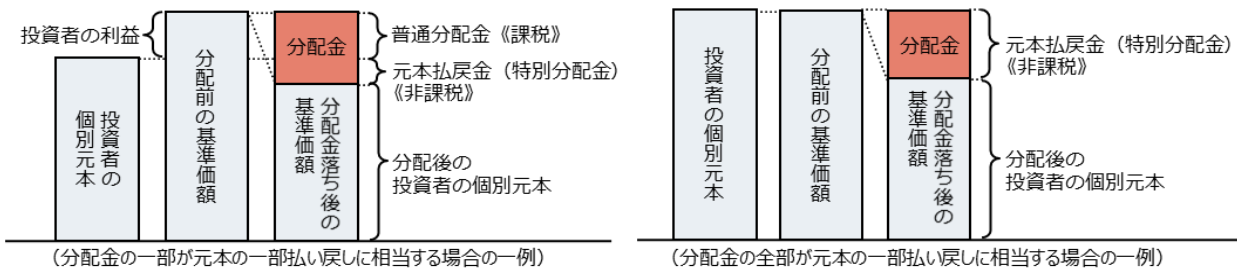 投資者の利益
投資者の
個別元本
分配前の基準価額
分配金
分配金落ち後の
基準価額
普通分配金《課税》
元本払戻金（特別分配金）
《非課税》
分配後の
投資者の個別元本
（分配金の一部が元本の一部払い戻しに相当する場合の一例）
投資者の個別元本
分配前の基準価額
分配金
分配金落ち後の
基準価額
元本払戻金（特別分配金）
《非課税》
分配後の
投資者の個別元本
（分配金の全部が元本の一部払い戻しに相当する場合の一例）